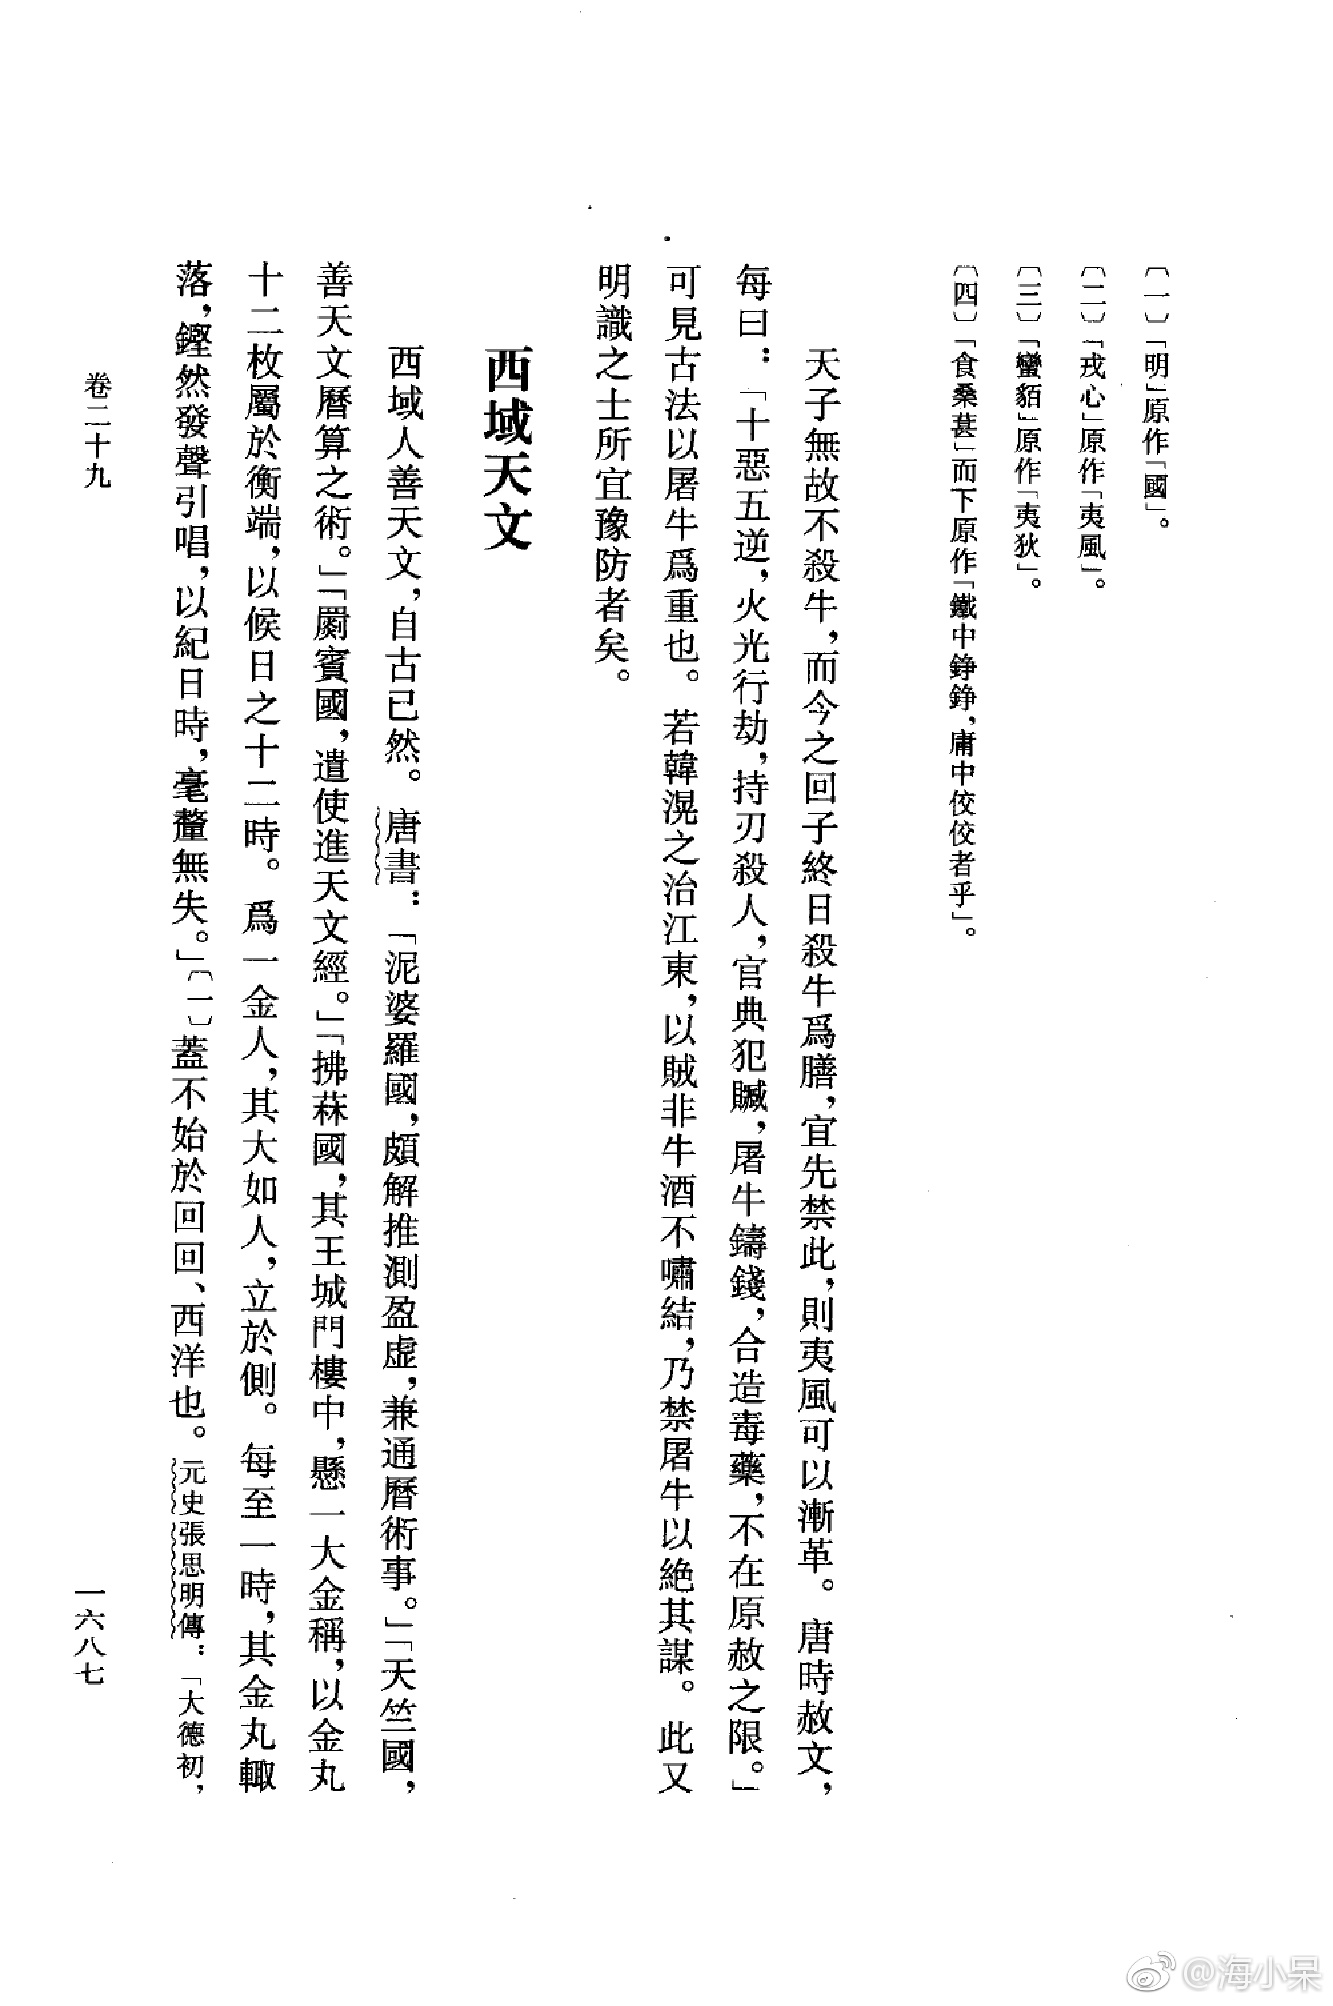 〔一〕「明」原作「國」。
〔二〕「戎心」原作「夷風」。
〔三〕「蠻貊」原作「夷狄」。
〔四〕「食桑葚」而下原作「鐵中錚錚，庸中佼佼者乎」。
天子無故不殺牛，而今之回子終日殺牛爲膳，宜先禁此，則夷風可以漸革。唐時赦文，
每曰：「十惡五逆，火光行劫，持刃殺人，官典犯贓，屠牛鑄錢，合造毒藥，不在原赦之限。」
可見古法以屠牛爲重也。若韓滉之治江東，以賊非牛酒不嘯結，乃禁屠牛以絶其謀。此又
明識之士所宜豫防者矣。
西域天文
西域人善天文，自古已然。唐書：「泥婆羅國，頗解推測盈虛，兼通曆術事。」「天竺國，
善天文曆算之術。」「罽賓國，遣使進天文經。」「拂菻國，其王城門樓中，懸一大金稱，以金丸
十二枚屬於衡端，以候日之十二時。爲一金人，其大如人，立於側。每至一時，其金丸輙
落，鏗然發聲引唱，以紀日時，毫釐無失。」〔一〕蓋不始於回回、西洋也。元史張思明傳：「大德初，
卷二十九
一六八七
@海小呆